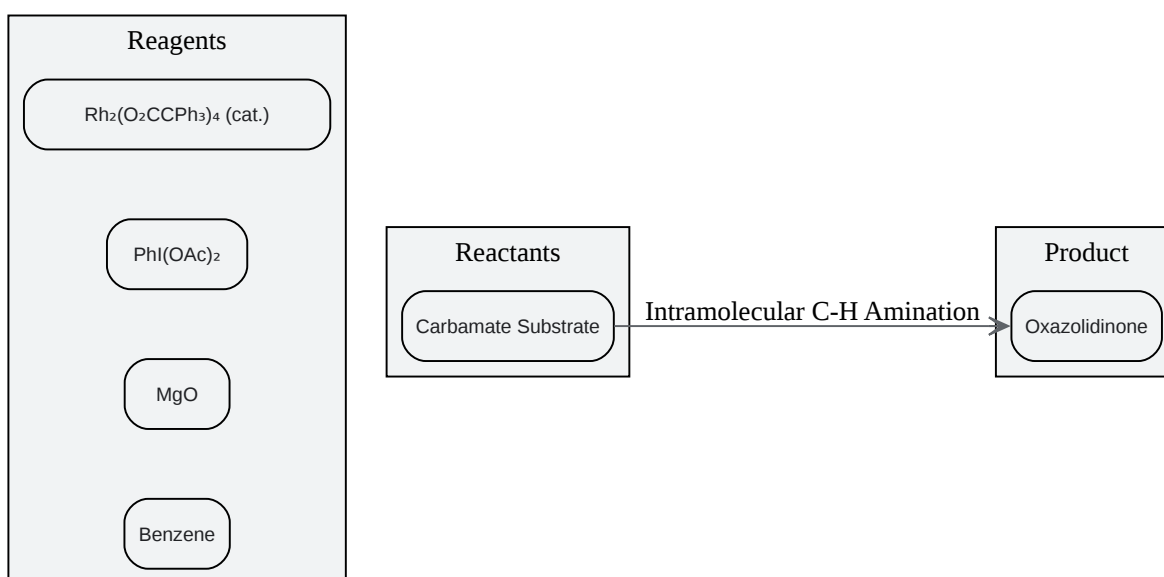 Reagents
Rh₂(O₂CCPh₃)₄ (cat.)
PhI(OAc)₂
MgO
Benzene
Reactants
Carbamate Substrate
Intramolecular C-H Amination
Product
Oxazolidinone